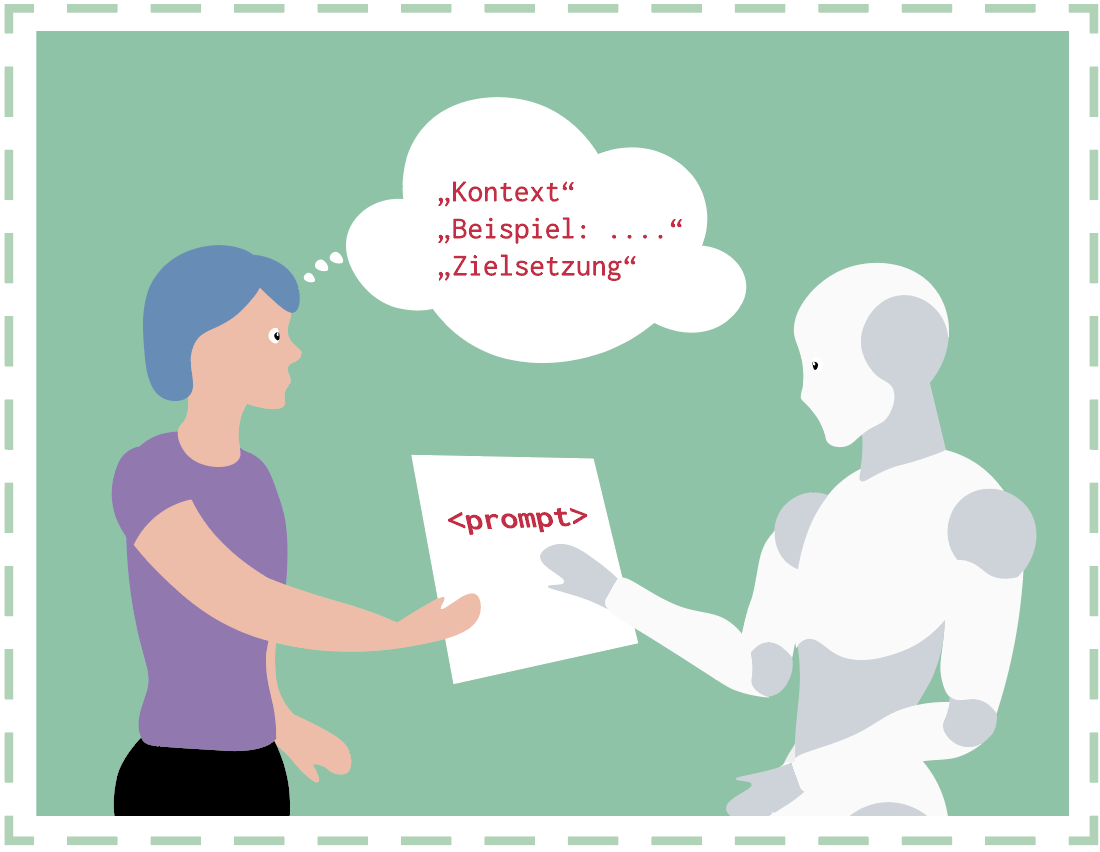 „Kontext“
„Beispiel: ....“
„Zielsetzung“
<prompt>